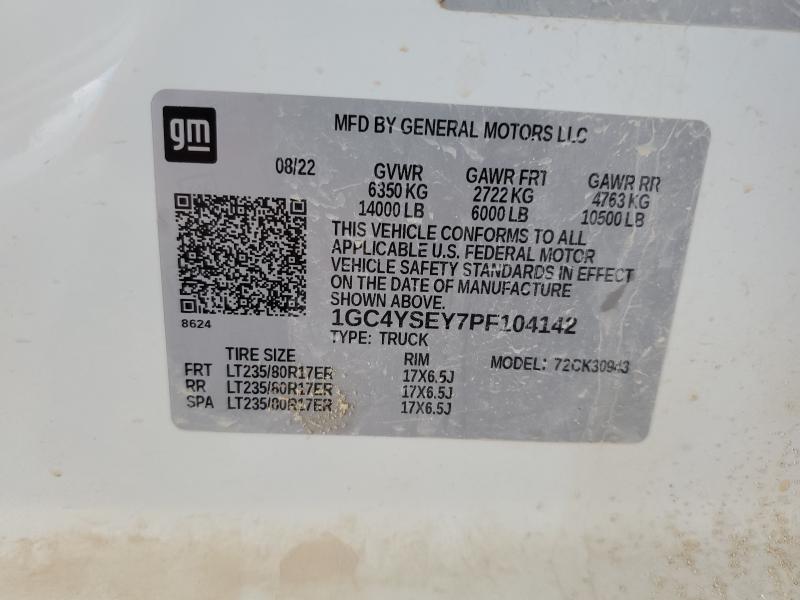 gm
MFD BY GENERAL MOTORS LLC
08/22 GVWR GAWR FRT GAWR RR
6350 KG 2722 KG 4763 KG
14000 LB 6000 LB 10500 LB
THIS VEHICLE CONFORMS TO ALL
APPLICABLE U.S. FEDERAL MOTOR
VEHICLE SAFETY STANDARDS IN EFFECT
ON THE DATE OF MANUFACTURE
SHOWN ABOVE.
8624
1GC4YSEY7PF104142
TYPE: TRUCK
TIRE SIZE RIM MODEL: 72CK30943
FRT LT235/80R17ER 17X6.5J
RR LT235/80R17ER 17X6.5J
SPA LT235/80R17ER 17X6.5J